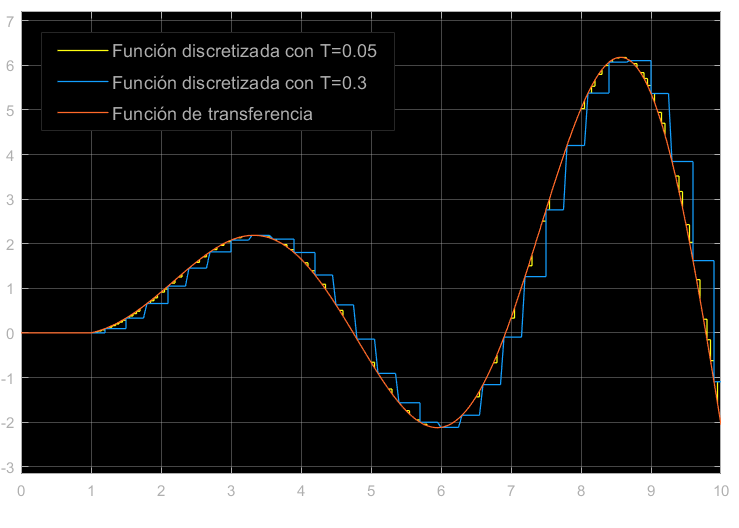 7
Función discretizada con T=0.05
6
Función discretizada con T=0.3
5
Función de transferencia
4
3
2
1
0
-1
-2
-3
0 1 2 3 4 5 6 7 8 9 10